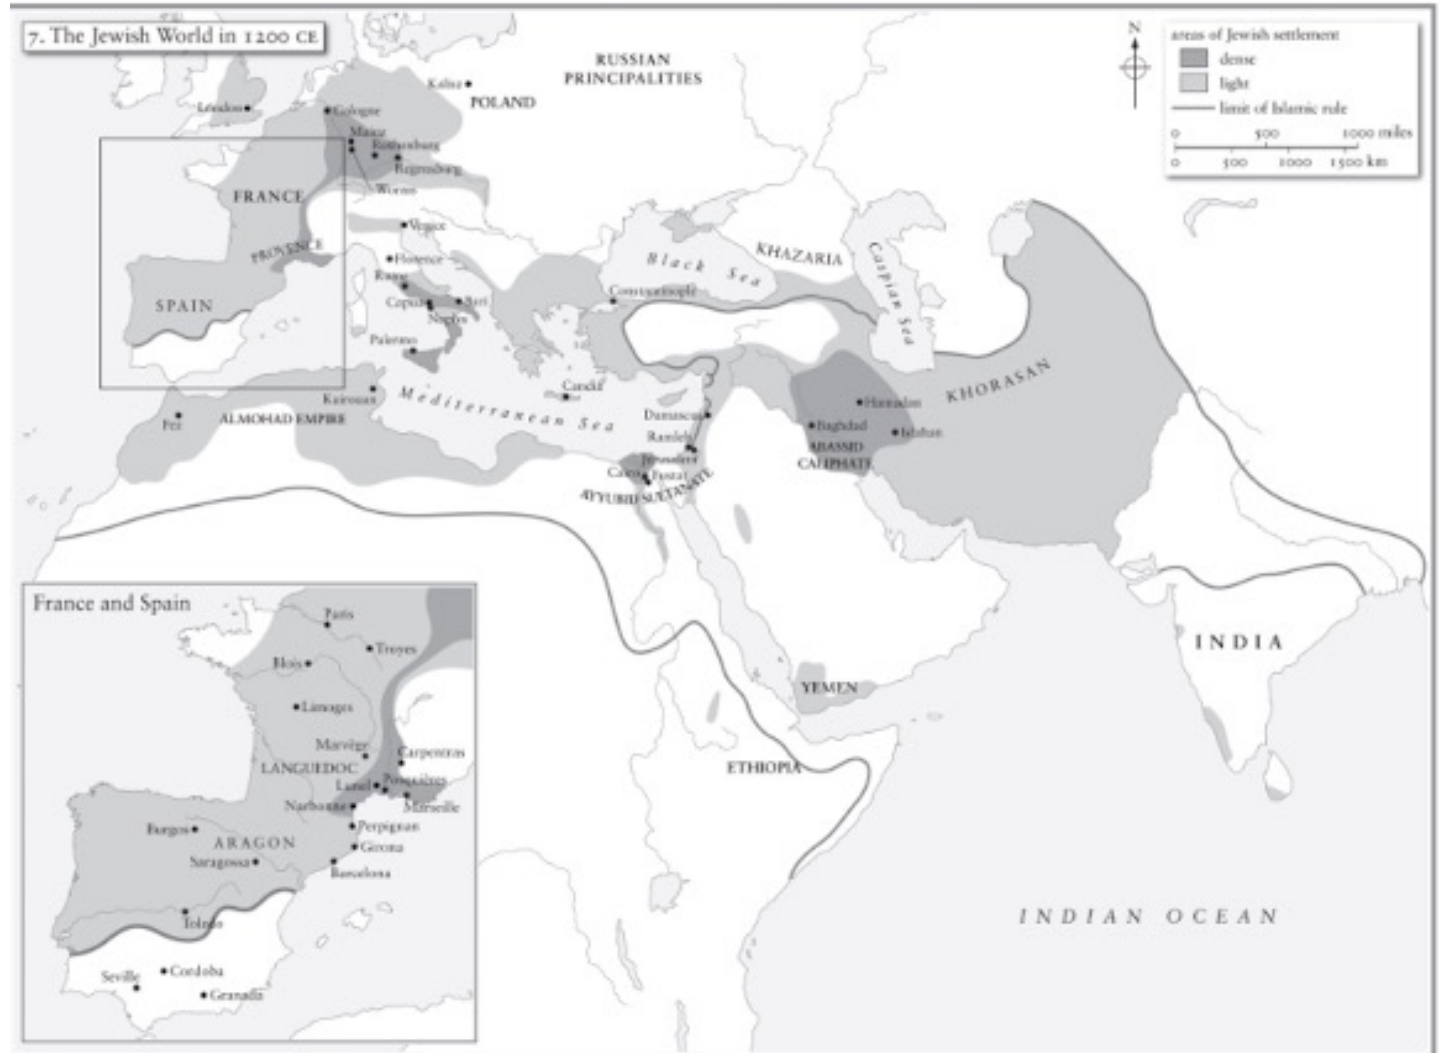 7. The Jewish World in 1200 CE
RUSSIAN
PRINCIPALITIES
N
areas of Jewish settlement
dense
light
limit of Islamic rule
0 500 1000 miles
0 500 1000 1500 km
London
Kalisz
POLAND
Cologne
Mainz
Rothenburg
Regensburg
Worms
FRANCE
PROVENCE
Venice
Florence
Rome
Capua
Bari
Naples
Palermo
SPAIN
Black Sea
KHAZARIA
Caspian Sea
Constantinople
Candia
Mediterranean Sea
Kairouan
Fez
ALMOHAD EMPIRE
Damascus
Ramleh
Jerusalem
Cairo
Fustat
AYYUBID SULTANATE
Hamadan
Baghdad
Isfahan
ABASSID
CALIPHATE
KHORASAN
YEMEN
ETHIOPIA
INDIA
INDIAN OCEAN
France and Spain
Paris
Troyes
Blois
Limoges
Marvège
Carpentras
LANGUEDOC
Lunel
Posquières
Narbonne
Marseille
Perpignan
Burgos
ARAGON
Girona
Saragossa
Barcelona
Toledo
Seville
Cordoba
Granada